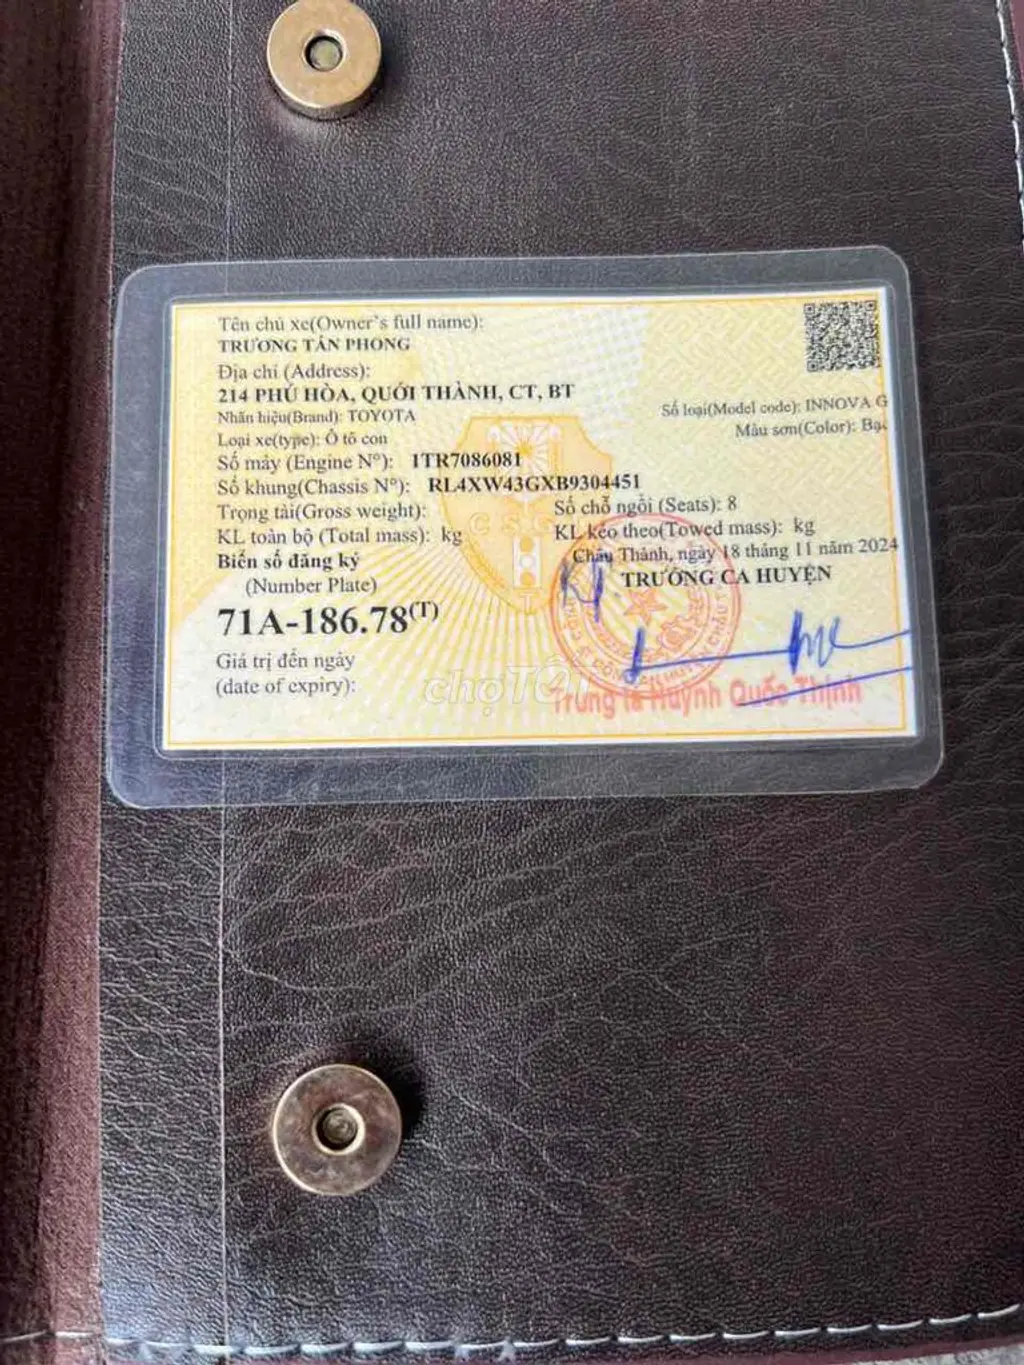 Tên chủ xe(Owner's full name):
TRƯƠNG TẤN PHONG
Địa chỉ (Address):
214 PHÚ HÒA, QUỚI THÀNH, CT, BT
Nhãn hiệu(Brand): TOYOTA
Số loại(Model code): INNOVA G
Loại xe(type): Ô tô con
Màu sơn(Color): Bạc
Số máy (Engine N°): 1TR7086081
Số khung(Chassis N°): RL4XW43GXB9304451
Trọng tải(Gross weight):
Số chỗ ngồi (Seats): 8
KL toàn bộ (Total mass): kg
KL kéo theo(Towed mass): kg
Biển số đăng ký
Châu Thành, ngày 18 tháng 11 năm 2024
(Number Plate)
TRƯỞNG CA HUYỆN
71A-186.78(T)
Giá trị đến ngày
(date of expiry):
CSGT
KT.
Trung tá Huỳnh Quốc Thịnh
chợTỐT